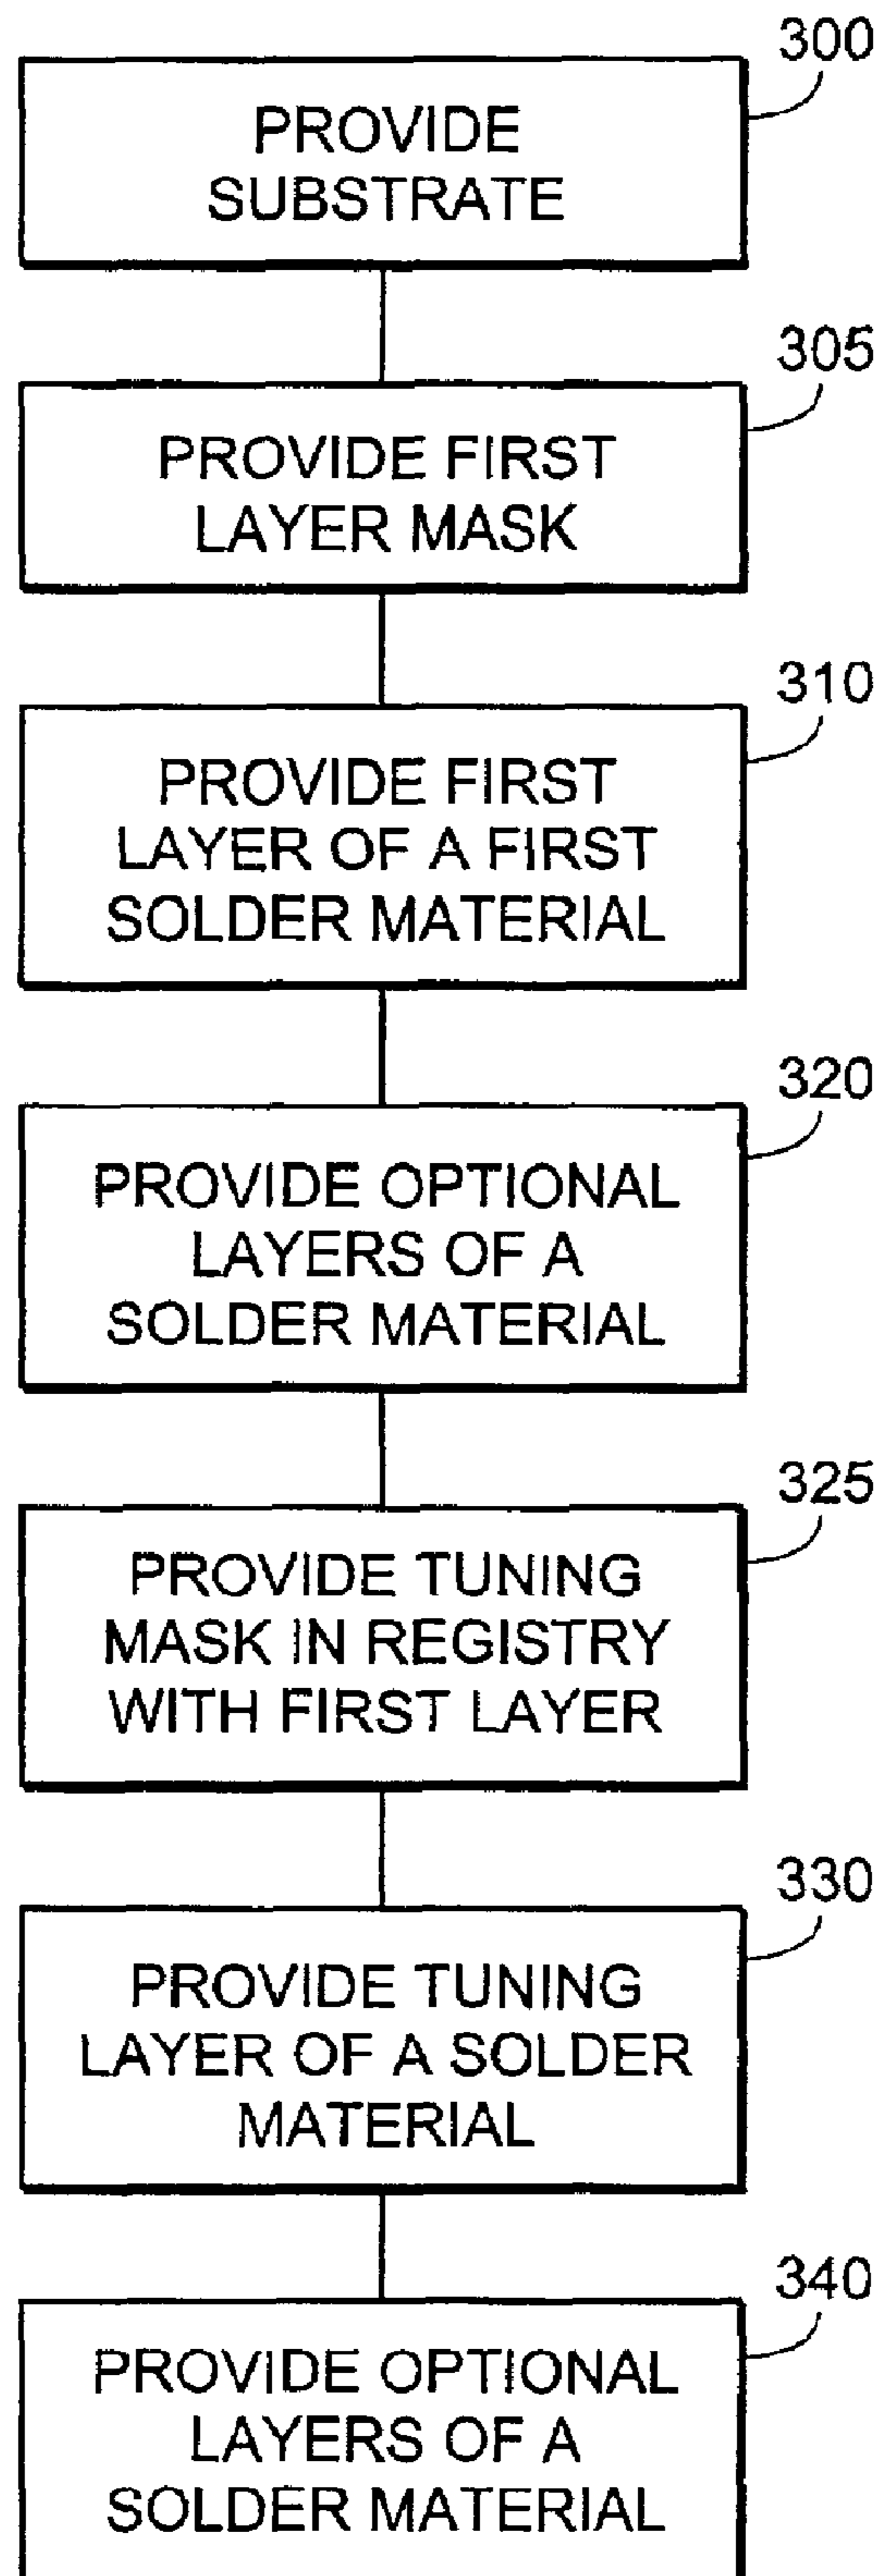 300
PROVIDE
SUBSTRATE
305
PROVIDE FIRST
LAYER MASK
310
PROVIDE FIRST
LAYER OF A FIRST
SOLDER MATERIAL
320
PROVIDE OPTIONAL
LAYERS OF A
SOLDER MATERIAL
325
PROVIDE TUNING
MASK IN REGISTRY
WITH FIRST LAYER
330
PROVIDE TUNING
LAYER OF A SOLDER
MATERIAL
340
PROVIDE OPTIONAL
LAYERS OF A
SOLDER MATERIAL